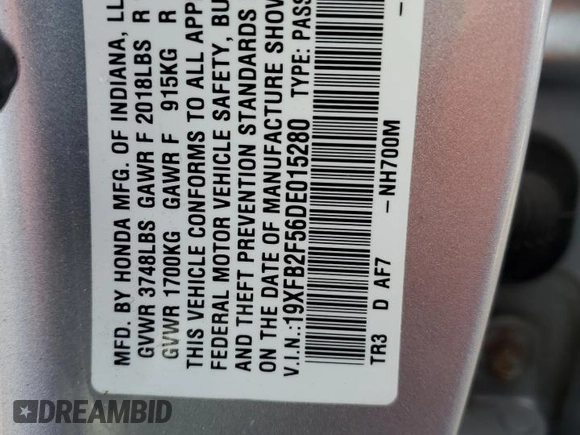 MFD. BY HONDA MFG. OF INDIANA, LL
GVWR 3748LBS GAWR F 2018LBS R
GVWR 1700KG GAWR F 915KG R
THIS VEHICLE CONFORMS TO ALL APP
FEDERAL MOTOR VEHICLE SAFETY, BU
AND THEFT PREVENTION STANDARDS
ON THE DATE OF MANUFACTURE SHOW
V.I.N.:19XFB2F56DE015280 TYPE: PASS
TR3 D AF7 -NH700M -
DREAMBID